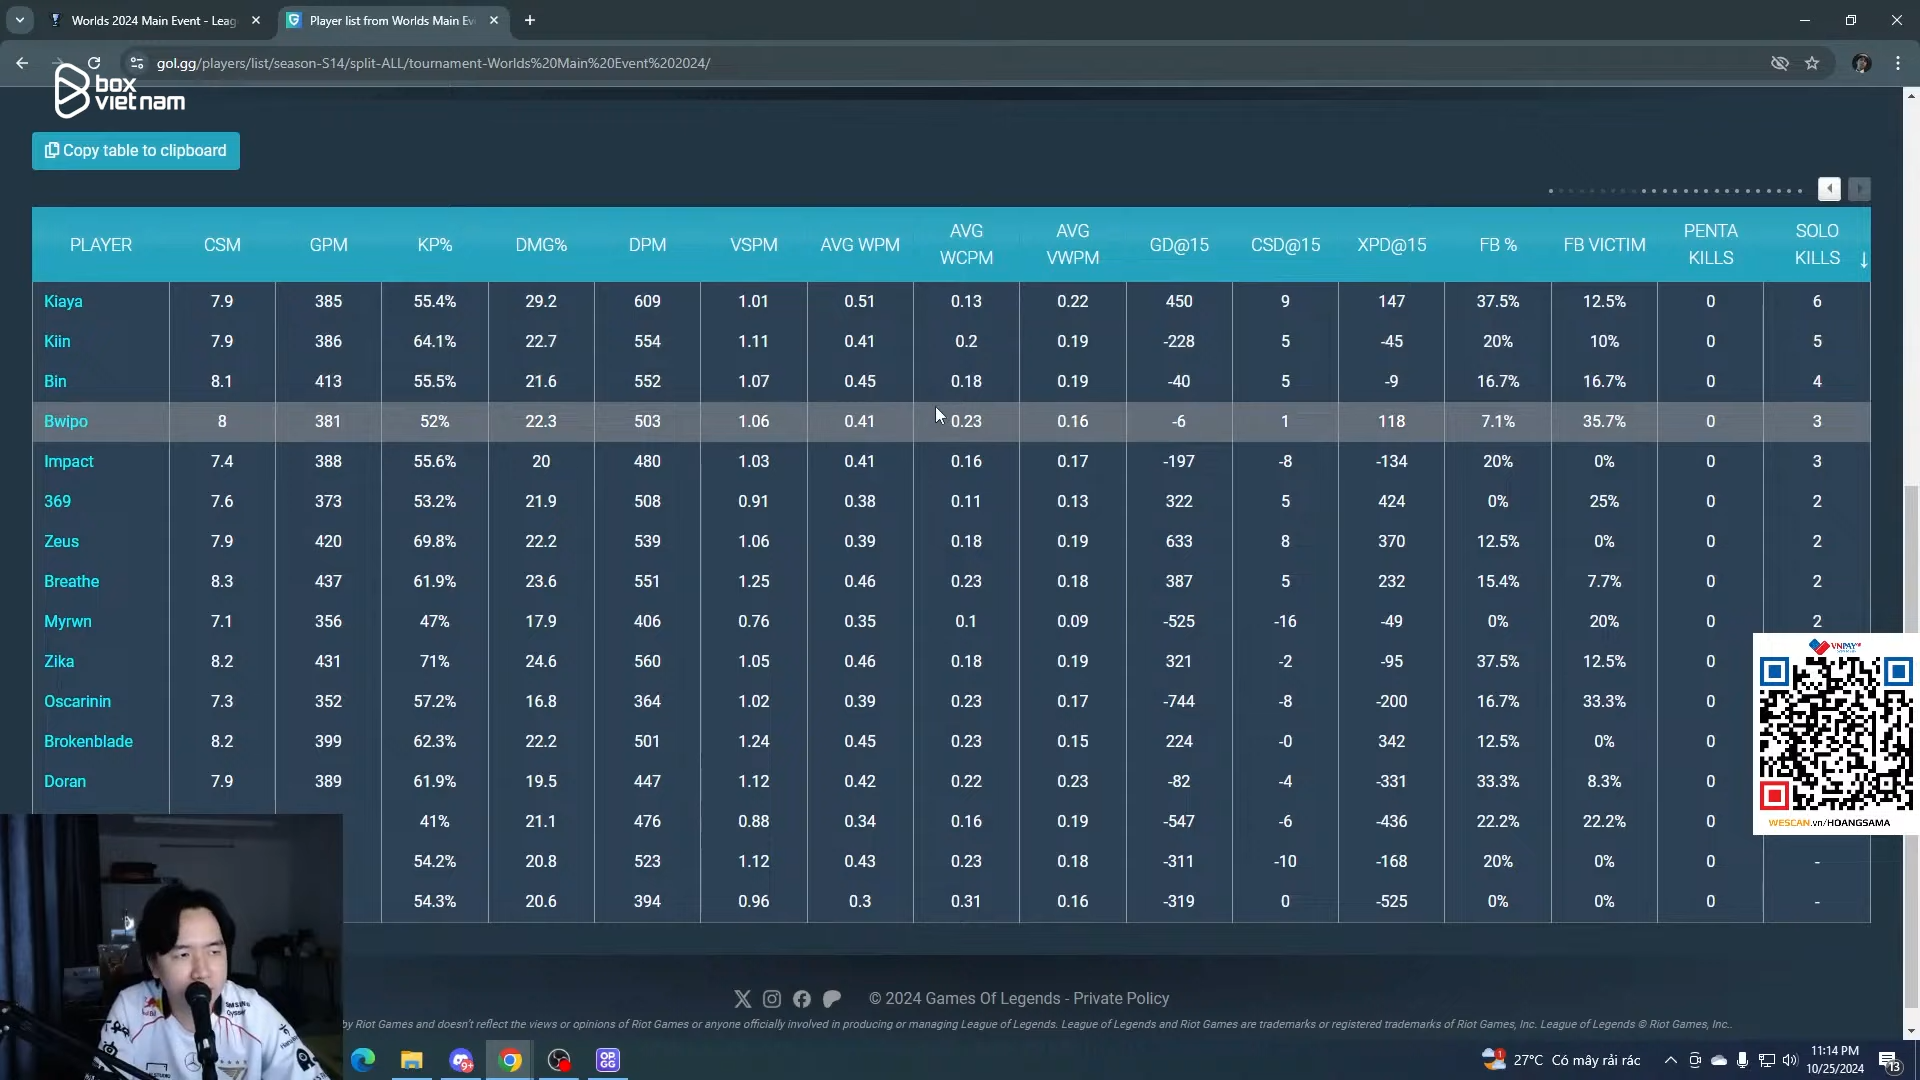 Worlds 2024 Main Event - Leag
Player list from Worlds Main Ev
gol.gg/players/list/season-S14/split-ALL/tournament-Worlds%20Main%20Event%202024/
box
việt nam
Copy table to clipboard
PLAYER CSM GPM KP% DMG% DPM VSPM AVG WPM AVG WCPM AVG VWPM GD@15 CSD@15 XPD@15 FB % FB VICTIM PENTA KILLS SOLO KILLS
Kiaya 7.9 385 55.4% 29.2 609 1.01 0.51 0.13 0.22 450 9 147 37.5% 12.5% 0 6
Kiin 7.9 386 64.1% 22.7 554 1.11 0.41 0.2 0.19 -228 5 -45 20% 10% 0 5
Bin 8.1 413 55.5% 21.6 552 1.07 0.45 0.18 0.19 -40 5 -9 16.7% 16.7% 0 4
Bwipo 8 381 52% 22.3 503 1.06 0.41 0.23 0.16 -6 1 118 7.1% 35.7% 0 3
Impact 7.4 388 55.6% 20 480 1.03 0.41 0.16 0.17 -197 -8 -134 20% 0% 0 3
369 7.6 373 53.2% 21.9 508 0.91 0.38 0.11 0.13 322 5 424 0% 25% 0 2
Zeus 7.9 420 69.8% 22.2 539 1.06 0.39 0.18 0.19 633 8 370 12.5% 0% 0 2
Breathe 8.3 437 61.9% 23.6 551 1.25 0.46 0.23 0.18 387 5 232 15.4% 7.7% 0 2
Myrwn 7.1 356 47% 17.9 406 0.76 0.35 0.1 0.09 -525 -16 -49 0% 20% 0 2
Zika 8.2 431 71% 24.6 560 1.05 0.46 0.18 0.19 321 -2 -95 37.5% 12.5% 0
Oscarinin 7.3 352 57.2% 16.8 364 1.02 0.39 0.23 0.17 -744 -8 -200 16.7% 33.3% 0
Brokenblade 8.2 399 62.3% 22.2 501 1.24 0.45 0.23 0.15 224 -0 342 12.5% 0% 0
Doran 7.9 389 61.9% 19.5 447 1.12 0.42 0.22 0.23 -82 -4 -331 33.3% 8.3% 0
41% 21.1 476 0.88 0.34 0.16 0.19 -547 -6 -436 22.2% 22.2% 0
54.2% 20.8 523 1.12 0.43 0.23 0.18 -311 -10 -168 20% 0% 0 -
54.3% 20.6 394 0.96 0.3 0.31 0.16 -319 0 -525 0% 0% 0 -
VNPAY
WESCAN.vn/HOANGSAMA
© 2024 Games Of Legends - Private Policy
by Riot Games and doesn't reflect the views or opinions of Riot Games or anyone officially involved in producing or managing League of Legends. League of Legends and Riot Games are trademarks or registered trademarks of Riot Games, Inc. League of Legends © Riot Games, Inc..
9+
OP
GG
1
27°C Có mây rải rác
11:14 PM
10/25/2024
13